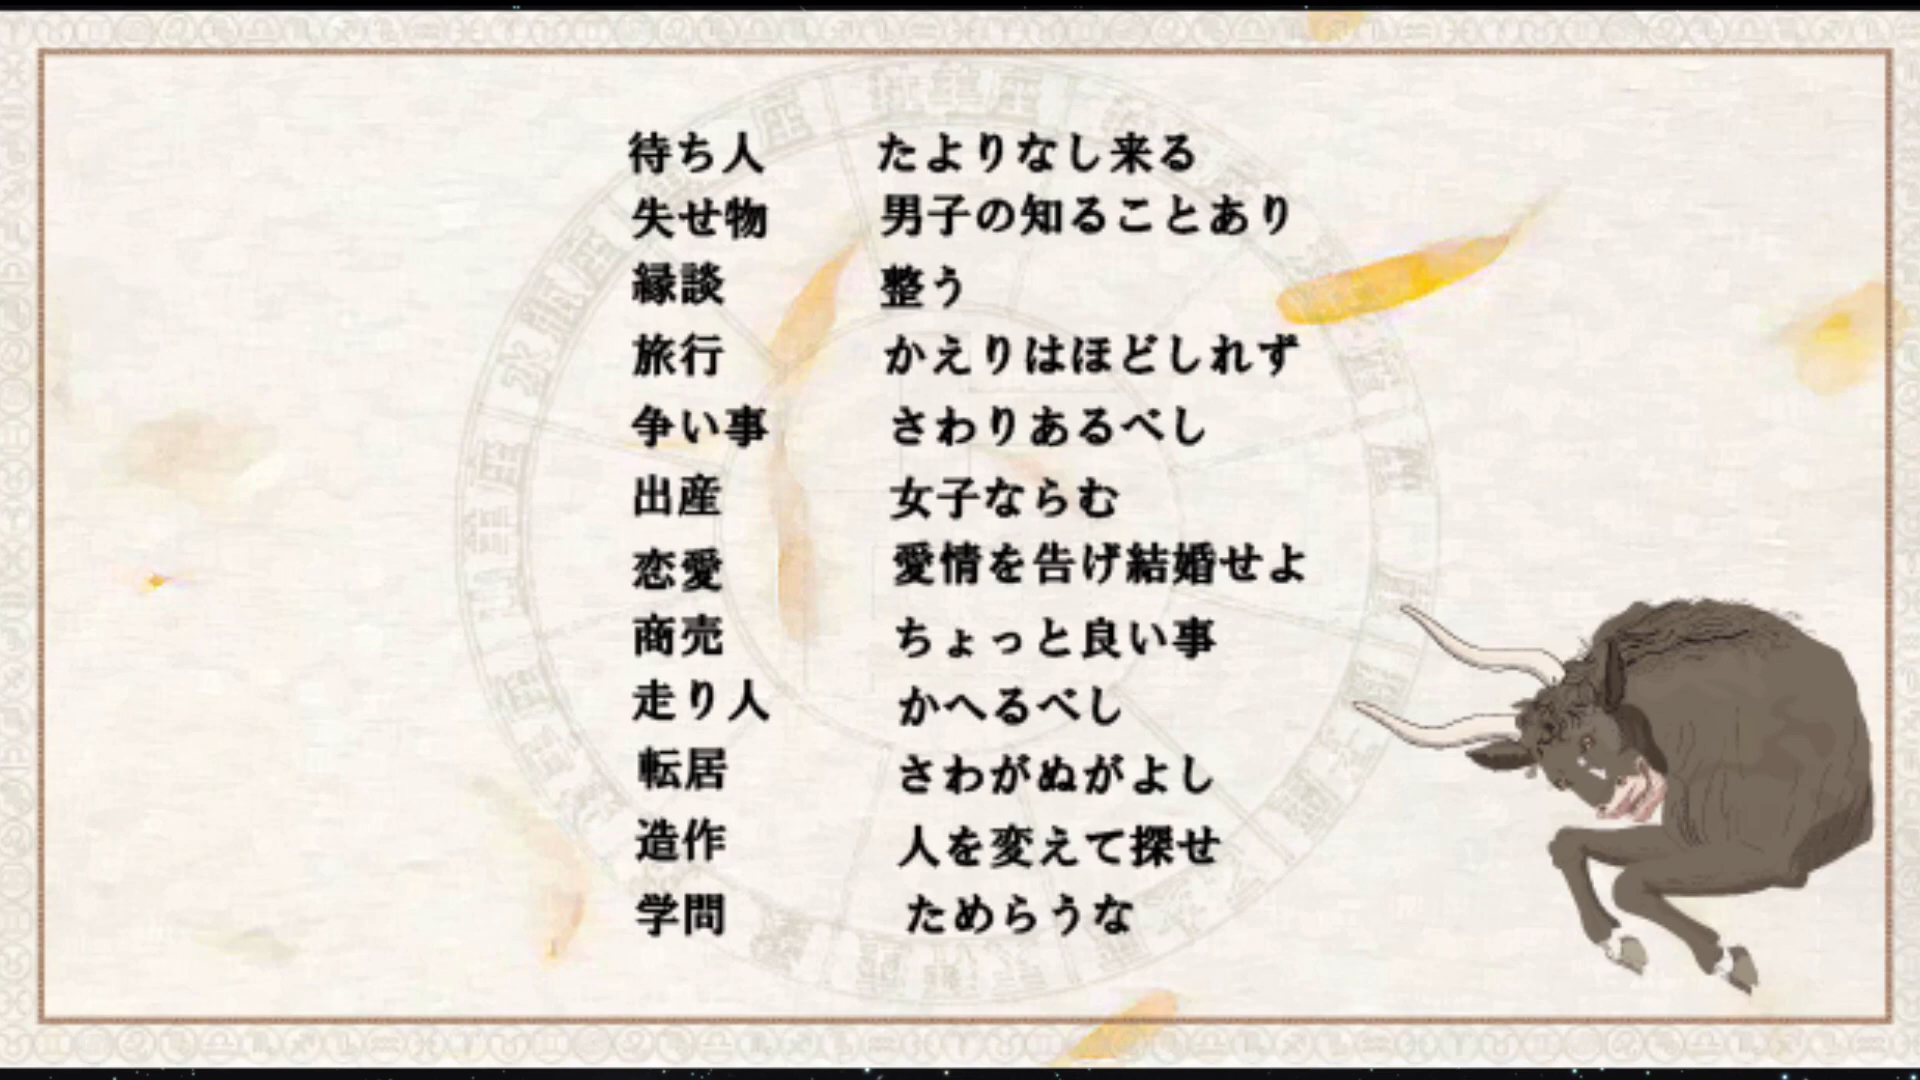 待ち人 たよりなし来る
失せ物 男子の知ることあり
縁談 整う
旅行 かえりはほどしれず
争い事 さわりあるべし
出産 女子ならむ
恋愛 愛情を告げ結婚せよ
商売 ちょっと良い事
走り人 かへるべし
転居 さわがぬがよし
造作 人を変えて探せ
学問 ためらうな